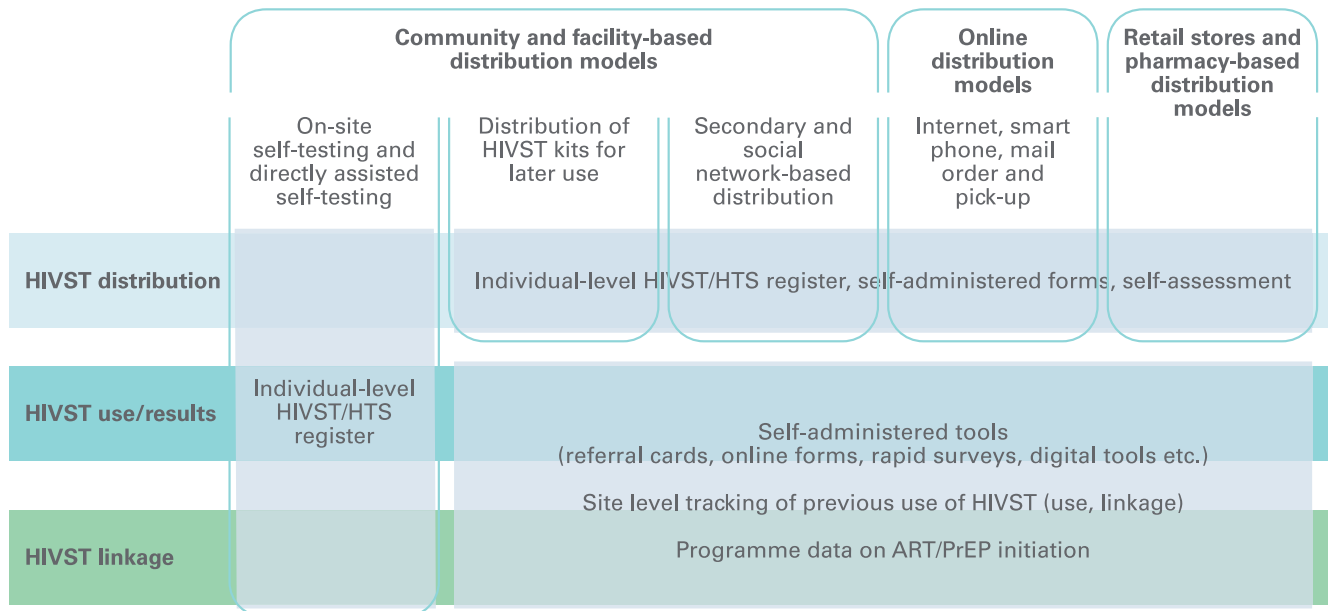 Community and facility-based
distribution models
Online
distribution
models
Retail stores and
pharmacy-based
distribution
models
On-site
self-testing and
directly assisted
self-testing
Distribution of
HIVST kits for
later use
Secondary and
social
network-based
distribution
Internet, smart
phone, mail
order and
pick-up
HIVST distribution
Individual-level HIVST/HTS register, self-administered forms, self-assessment
HIVST use/results
Individual-level
HIVST/HTS
register
Self-administered tools
(referral cards, online forms, rapid surveys, digital tools etc.)
Site level tracking of previous use of HIVST (use, linkage)
HIVST linkage
Programme data on ART/PrEP initiation